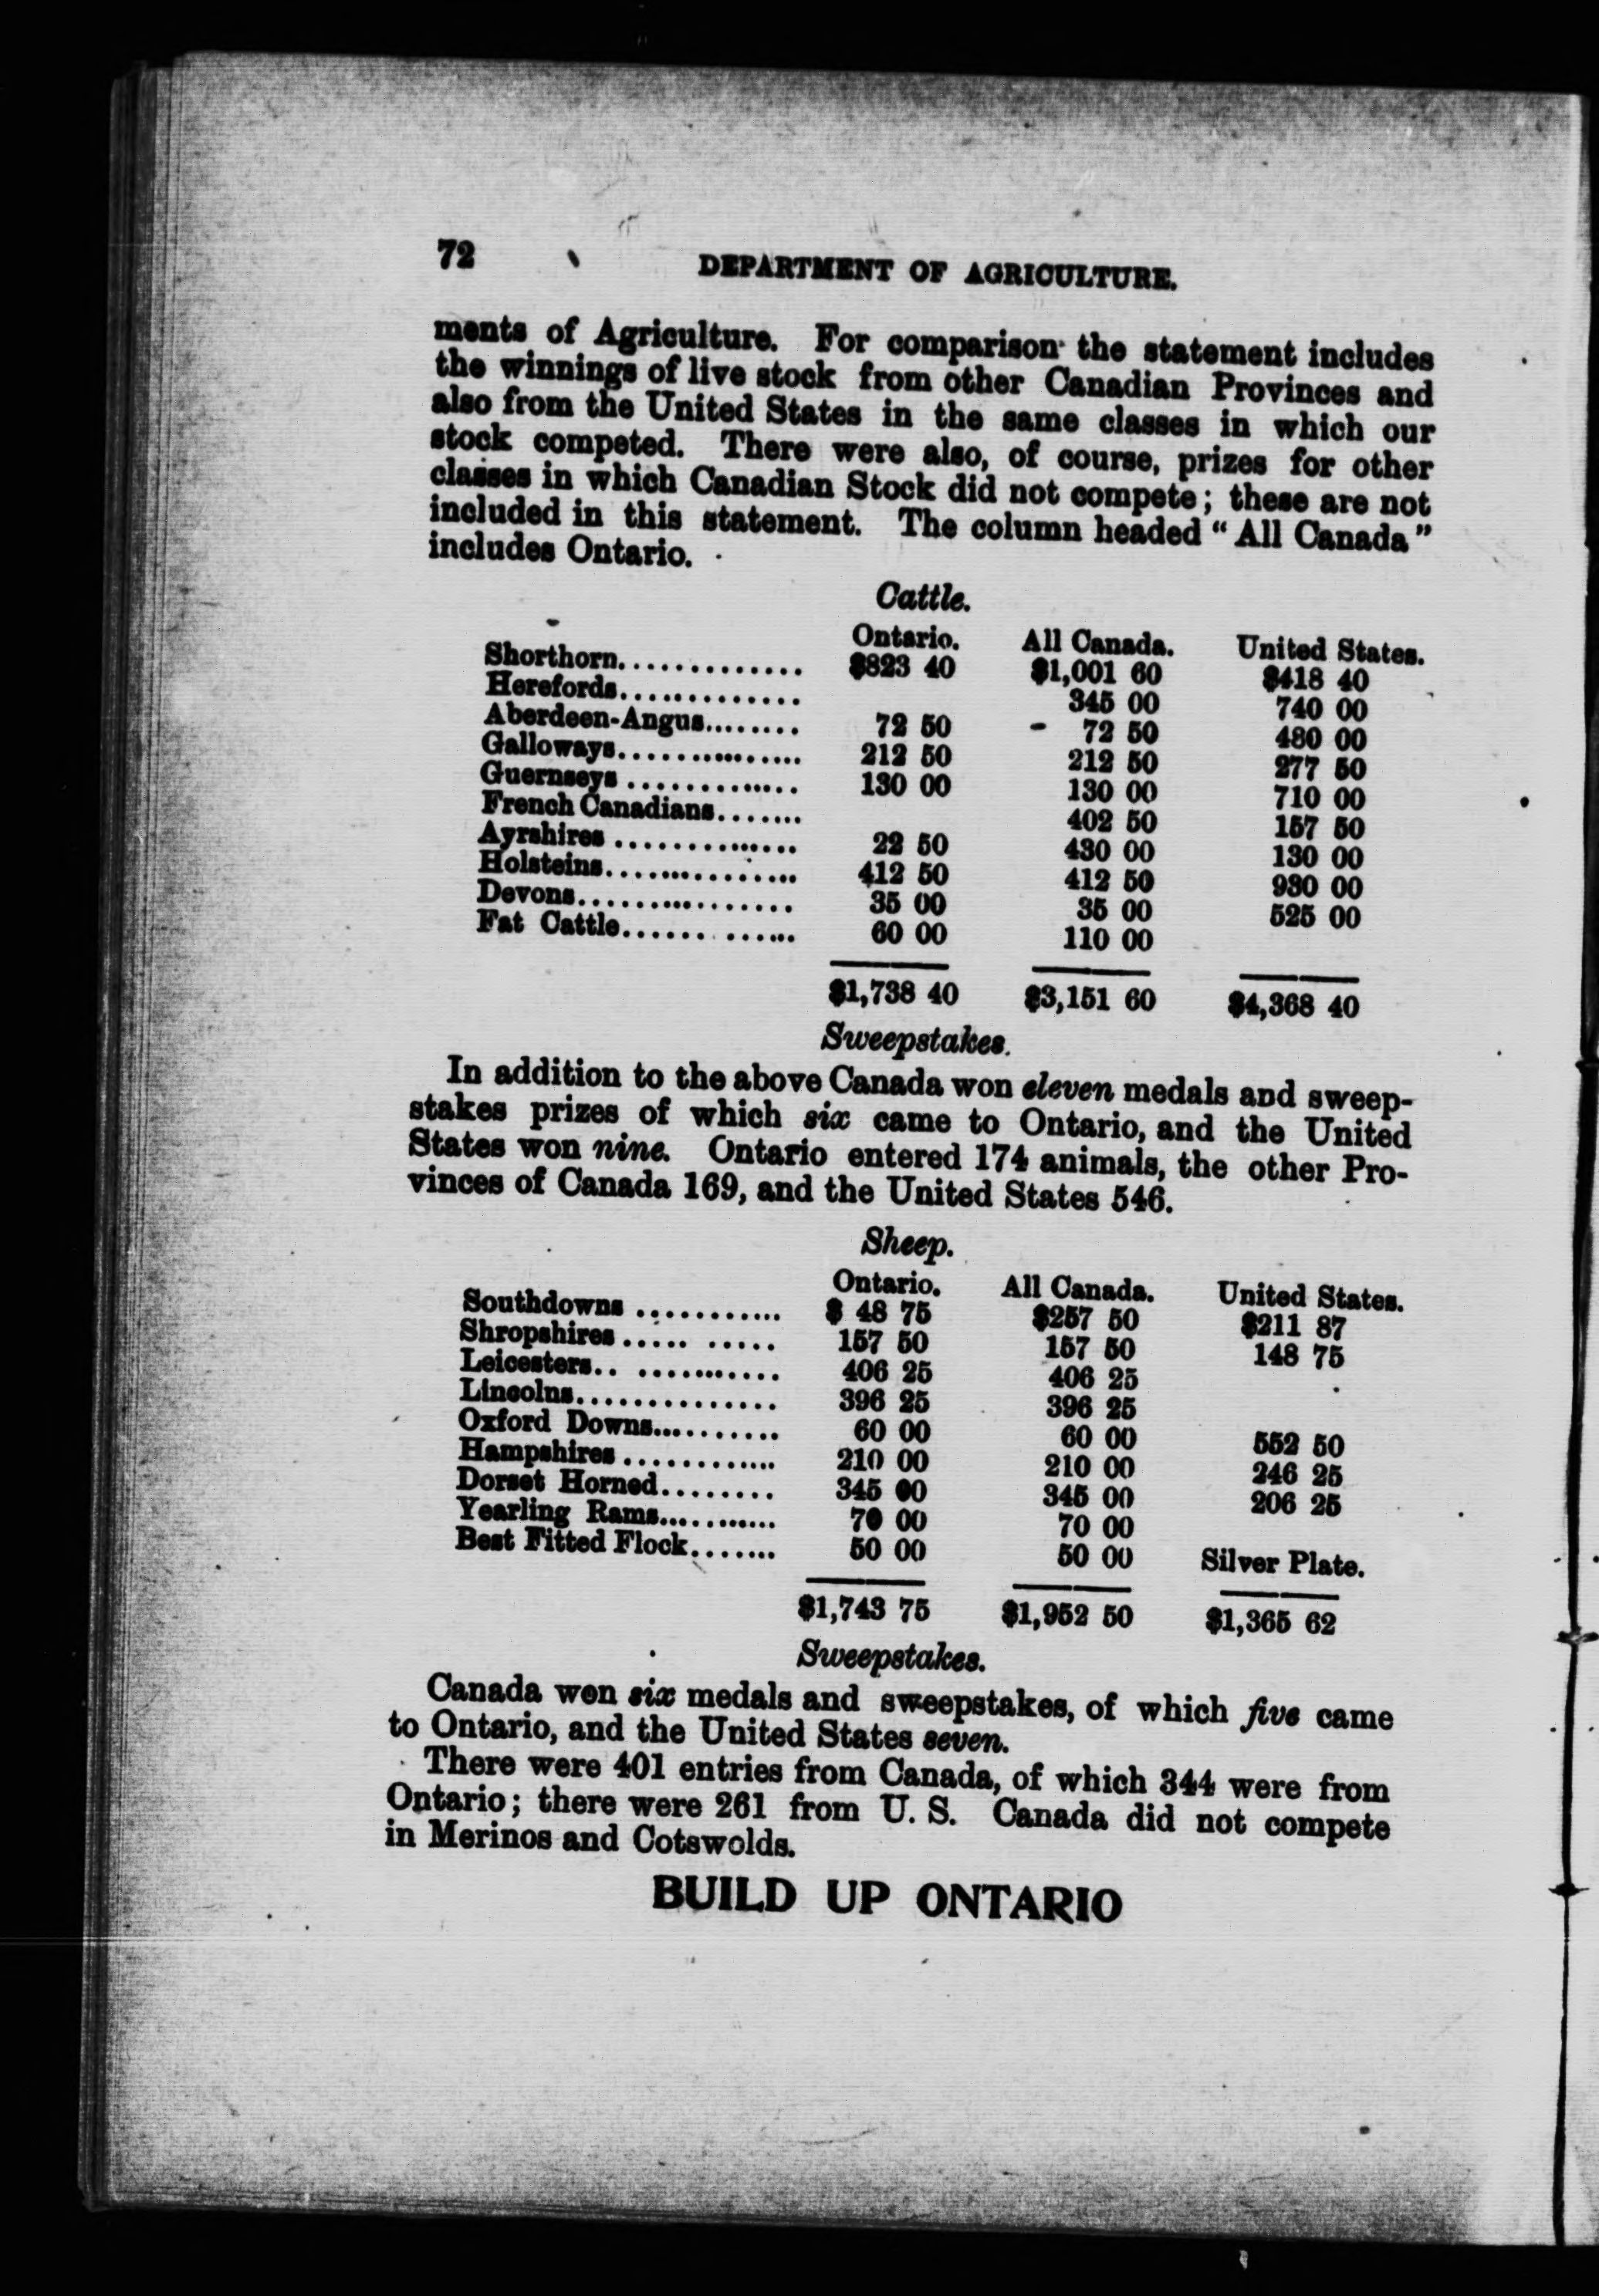 72 DEPARTMENT OF AGRICULTURE.
ments of Agriculture. For comparison the statement includes
the winnings of live stock from other Canadian Provinces and
also from the United States in the same classes in which our
stock competed. There were also, of course, prizes for other
classes in which Canadian Stock did not compete; these are not
included in this statement. The column headed “All Canada”
includes Ontario.
Cattle.
Ontario. All Canada. United States.
Shorthorn............. $823 40 $1,001 60 $418 40
Herefords.............. 345 00 740 00
Aberdeen-Angus........ 72 50 - 72 50 480 00
Galloways.............. 212 50 212 50 277 50
Guernseys ............. 130 00 130 00 710 00
French Canadians....... 402 50 157 50
Ayrshires ............. 22 50 430 00 130 00
Holsteins.............. 412 50 412 50 930 00
Devons............... 35 00 35 00 525 00
Fat Cattle............ 60 00 110 00
$1,738 40 $3,151 60 $4,368 40
Sweepstakes.
In addition to the above Canada won eleven medals and sweep-
stakes prizes of which six came to Ontario, and the United
States won nine. Ontario entered 174 animals, the other Pro-
vinces of Canada 169, and the United States 546.
Sheep.
Ontario. All Canada. United States.
Southdowns ........... $ 48 75 $257 50 $211 87
Shropshires ..... ..... 157 50 157 50 148 75
Leicesters.. ........... 406 25 406 25
Lincolns............... 396 25 396 25
Oxford Downs.......... 60 00 60 00 552 50
Hampshires ............ 210 00 210 00 246 25
Dorset Horned........ 345 00 345 00 206 25
Yearling Rams.......... 70 00 70 00
Best Fitted Flock....... 50 00 50 00 Silver Plate.
$1,743 75 $1,952 50 $1,365 62
Sweepstakes.
Canada won six medals and sweepstakes, of which five came
to Ontario, and the United States seven.
There were 401 entries from Canada, of which 344 were from
Ontario; there were 261 from U. S. Canada did not compete
in Merinos and Cotswolds.
BUILD UP ONTARIO